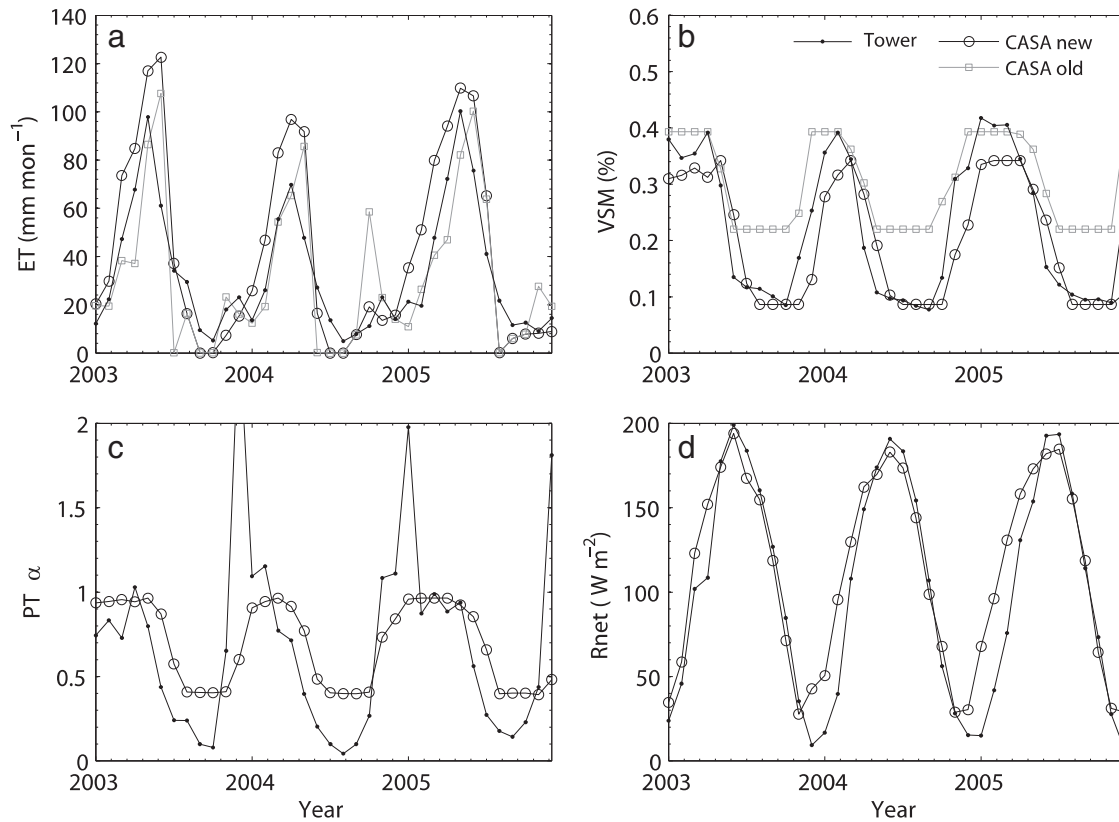 a
ET (mm mon⁻¹)
140
120
100
80
60
40
20
0
2003
2004
2005
b
Tower
CASA new
CASA old
VSM (%)
0.6
0.5
0.4
0.3
0.2
0.1
0
2003
2004
2005
c
PT α
2
1.5
1
0.5
0
2003
2004
2005
Year
d
Rnet ( W m⁻²)
200
150
100
50
0
2003
2004
2005
Year